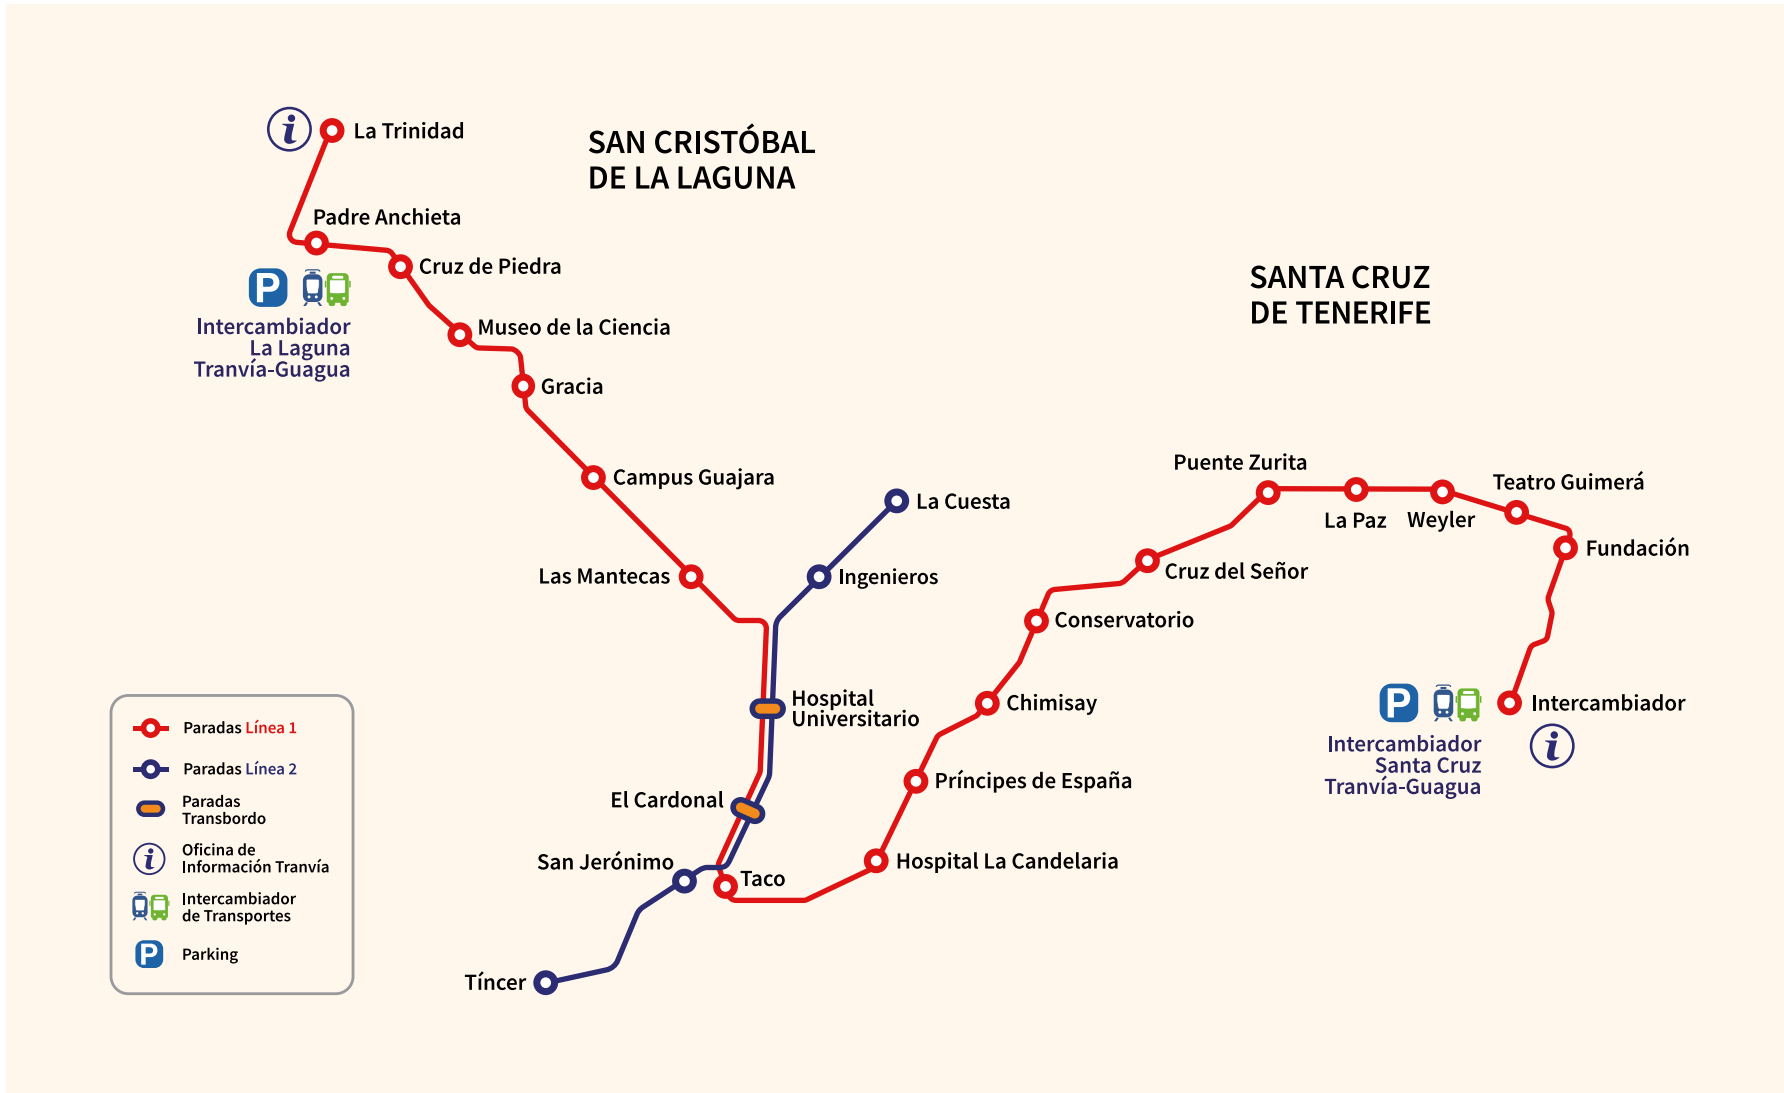 La Trinidad
SAN CRISTÓBAL
DE LA LAGUNA
Padre Anchieta
Cruz de Piedra
P
Intercambiador
La Laguna
Tranvía-Guagua
Museo de la Ciencia
Gracia
SANTA CRUZ
DE TENERIFE
Campus Guajara
La Cuesta
Las Mantecas
Ingenieros
Hospital
Universitario
El Cardonal
San Jerónimo
Taco
Tíncer
Puente Zurita
La Paz
Weyler
Teatro Guimerá
Fundación
Cruz del Señor
Conservatorio
Chimisay
Príncipes de España
Hospital La Candelaria
Intercambiador
P
i
Intercambiador
Santa Cruz
Tranvía-Guagua
i
Paradas Línea 1
Paradas Línea 2
Paradas
Transbordo
i
Oficina de
Información Tranvía
Intercambiador
de Transportes
P
Parking